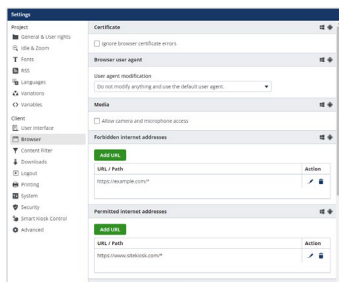 Settings
Project
General & User rights
Idle & Zoom
Fonts
RSS
Languages
Variations
Variables
Client
User Interface
Browser
Content Filter
Downloads
Logout
Printing
System
Security
Smart Kiosk Control
Advanced
Certificate
Ignore browser certificate errors
Browser user agent
User agent modification
Do not modify anything and use the default user agent.
Media
Allow camera and microphone access
Forbidden internet addresses
Add URL
URL / Path Action
https://example.com/*
Permitted internet addresses
Add URL
URL / Path Action
https://www.sitekiosk.com/*